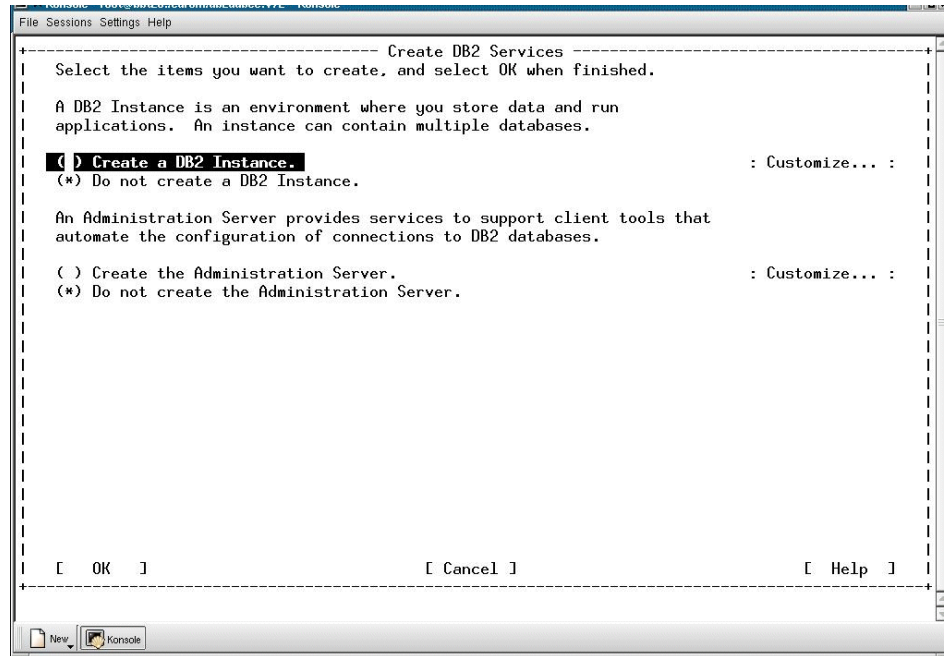 File Sessions Settings Help
Create DB2 Services
Select the items you want to create, and select OK when finished.
A DB2 Instance is an environment where you store data and run
applications. An instance can contain multiple databases.
( ) Create a DB2 Instance. : Customize... :
(*) Do not create a DB2 Instance.
An Administration Server provides services to support client tools that
automate the configuration of connections to DB2 databases.
( ) Create the Administration Server. : Customize... :
(*) Do not create the Administration Server.
[ OK ] [ Cancel ] [ Help ]
New Konsole